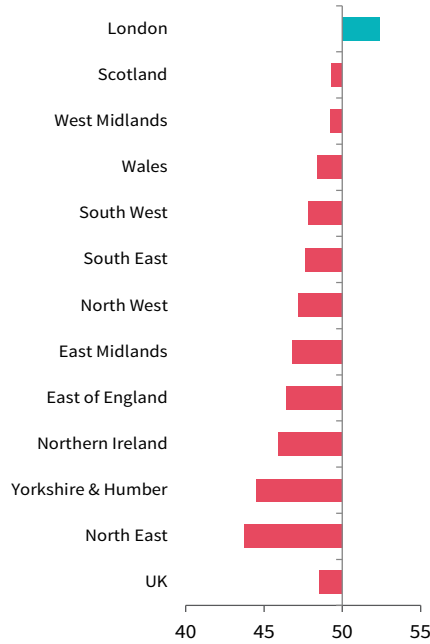 London
Scotland
West Midlands
Wales
South West
South East
North West
East Midlands
East of England
Northern Ireland
Yorkshire & Humber
North East
UK
40 45 50 55